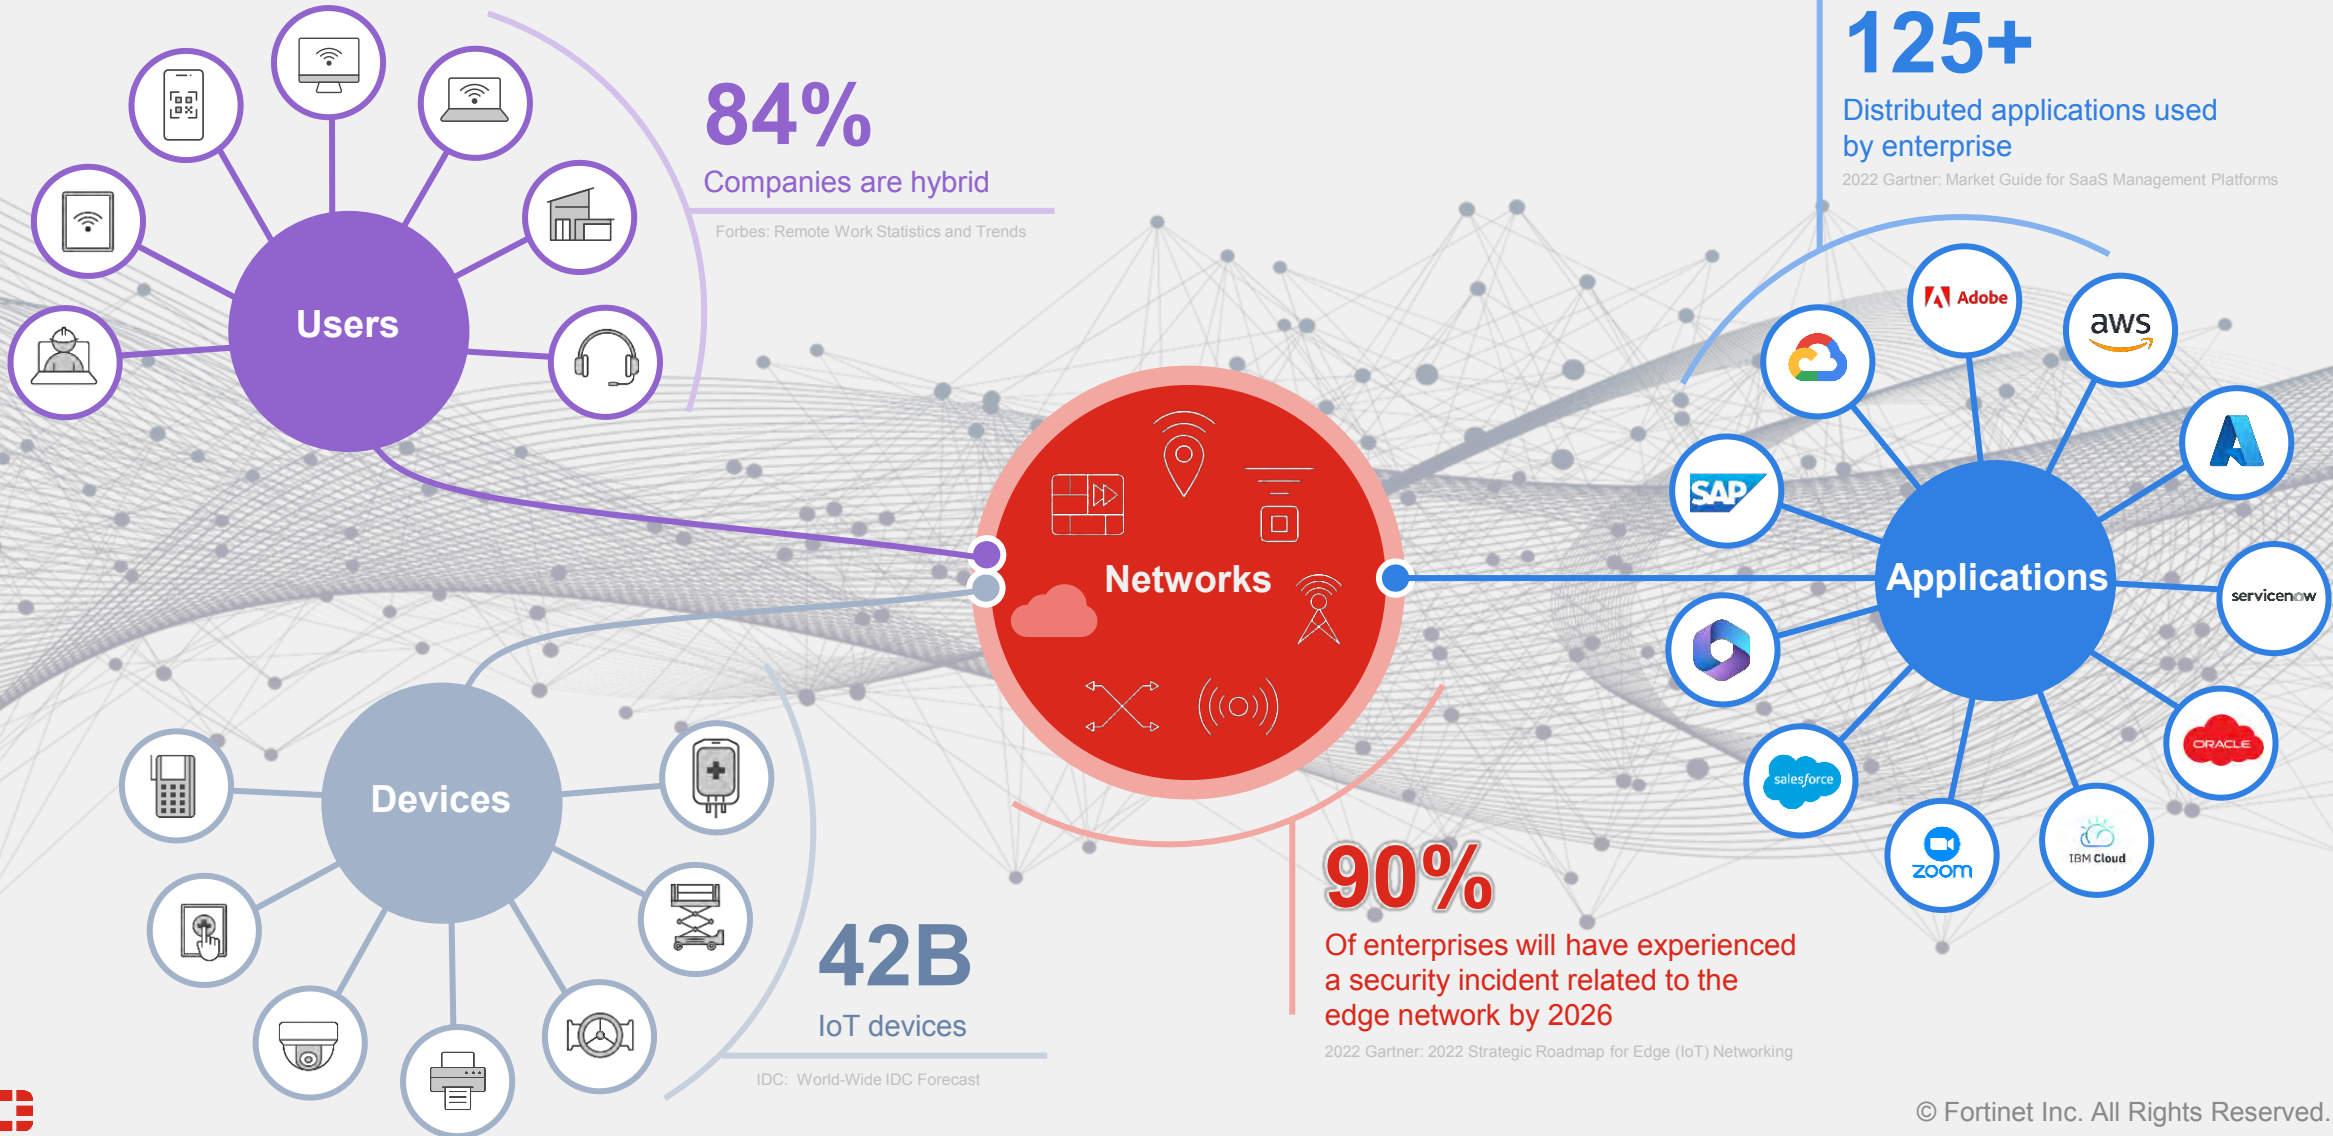 84%
Companies are hybrid
Forbes: Remote Work Statistics and Trends
Users
125+
Distributed applications used
by enterprise
2022 Gartner: Market Guide for SaaS Management Platforms
Adobe
aws
SAP
Applications
servicenow
ORACLE
salesforce
zoom
IBM Cloud
Networks
Devices
42B
IoT devices
IDC: World-Wide IDC Forecast
90%
Of enterprises will have experienced
a security incident related to the
edge network by 2026
2022 Gartner: 2022 Strategic Roadmap for Edge (IoT) Networking
© Fortinet Inc. All Rights Reserved.